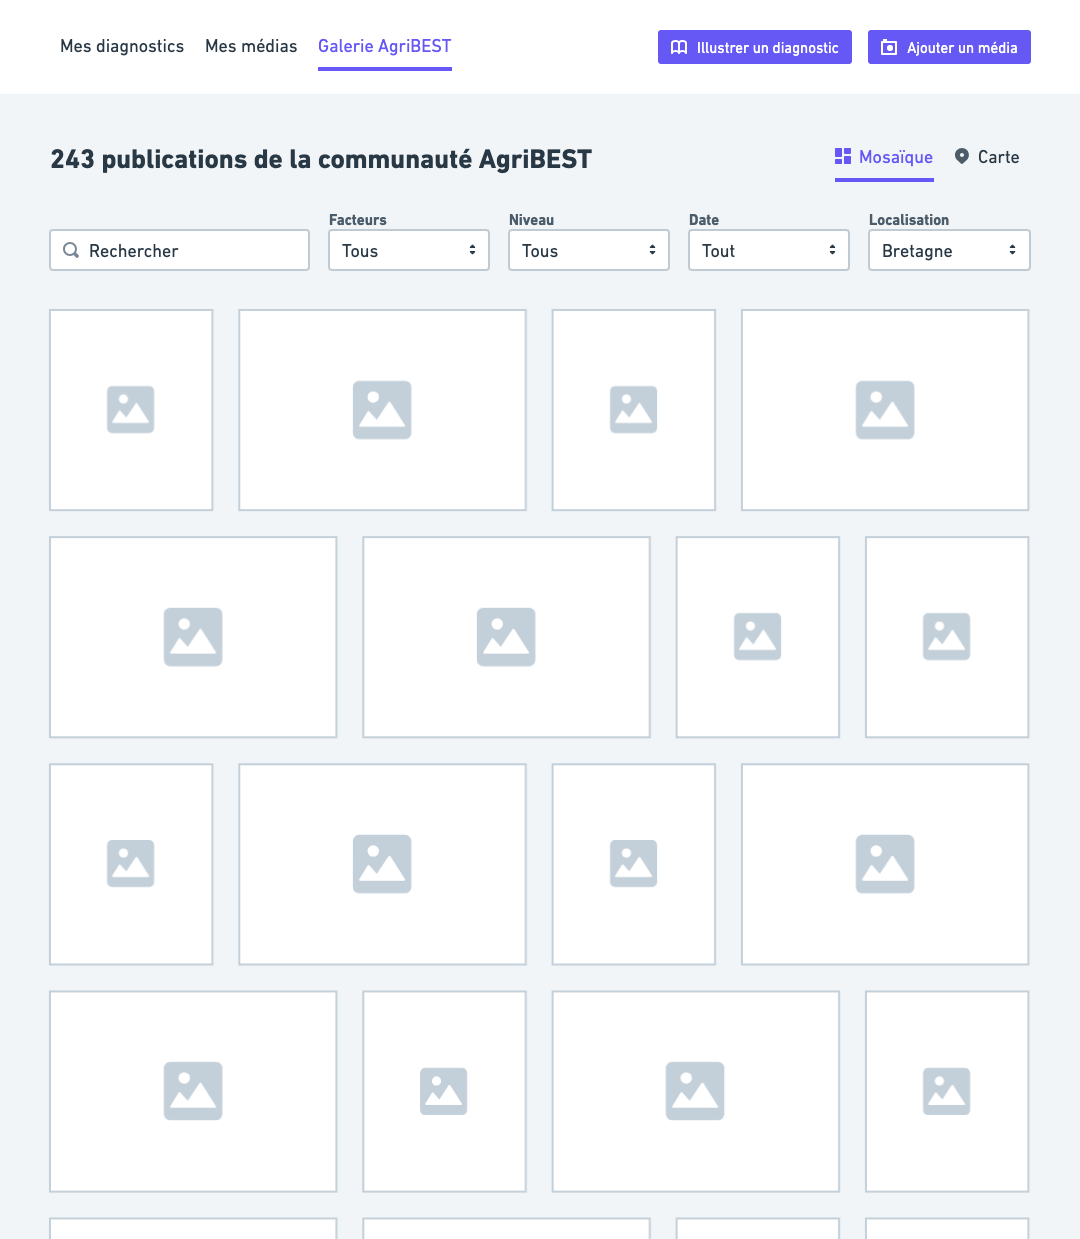 Mes diagnostics Mes médias Galerie AgriBEST Illustrer un diagnostic Ajouter un média
243 publications de la communauté AgriBEST Mosaïque Carte
Facteurs Niveau Date Localisation
Rechercher Tous Tous Tout Bretagne